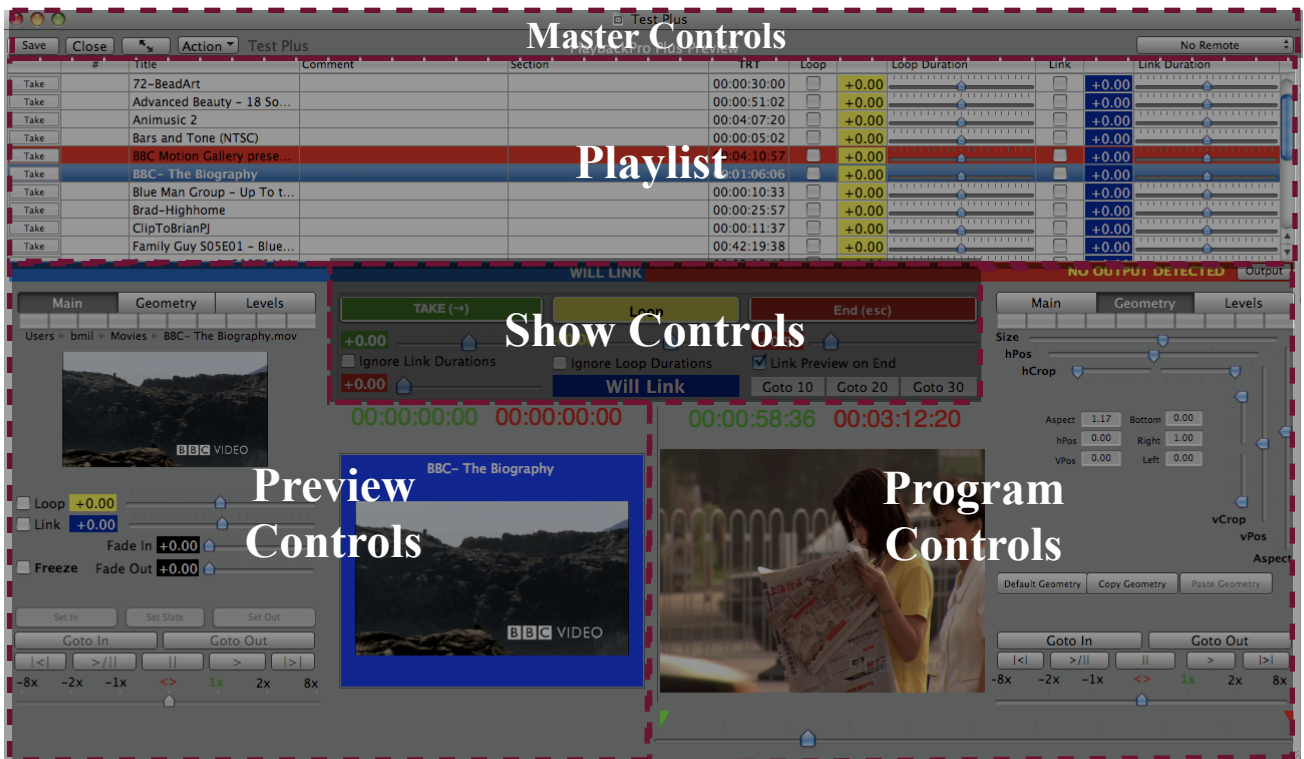 Test Plus
Save Close Action Test Plus Master Controls PlaybackPro Plus Preview No Remote
# Title Comment Section TRT Loop Loop Duration Link Link Duration
Take 72-BeadArt 00:00:30:00 +0.00 +0.00
Take Advanced Beauty - 18 So... 00:00:51:02 +0.00 +0.00
Take Animusic 2 00:04:07:20 +0.00 +0.00
Take Bars and Tone (NTSC) 00:00:05:02 +0.00 +0.00
Take BBC Motion Gallery prese... 00:04:10:57 +0.00 +0.00
Playlist
Take BBC- The Biography 00:01:06:06 +0.00 +0.00
Take Blue Man Group - Up To t... 00:00:10:33 +0.00 +0.00
Take Brad-Highhome 00:00:25:57 +0.00 +0.00
Take ClipToBrianPJ 00:00:11:37 +0.00 +0.00
Take Family Guy S05E01 - Blue... 00:42:19:38 +0.00 +0.00
WILL LINK NO OUTPUT DETECTED Output
Main Geometry Levels
Users bmil Movies BBC- The Biography.mov
BBC VIDEO
Loop +0.00
Link +0.00
Fade In +0.00
Freeze Fade Out +0.00
Preview
Controls
Set In Set Slate Set Out
Goto In Goto Out
|<| >/|| || > |>|
-8x -2x -1x <> 1x 2x 8x
TAKE (→) Loop End (esc)
Show Controls
+0.00
Ignore Link Durations Ignore Loop Durations Link Preview on End
+0.00 Will Link Goto 10 Goto 20 Goto 30
00:00:00:00 00:00:00:00
BBC- The Biography
BBC VIDEO
00:00:58:36 00:03:12:20
Program
Controls
Main Geometry Levels
Size
hPos
hCrop
Aspect 1.17 Bottom 0.00
hPos 0.00 Right 1.00
VPos 0.00 Left 0.00
vCrop
vPos
Aspect
Default Geometry Copy Geometry Paste Geometry
Goto In Goto Out
|<| >/|| || > |>|
-8x -2x -1x <> 1x 2x 8x